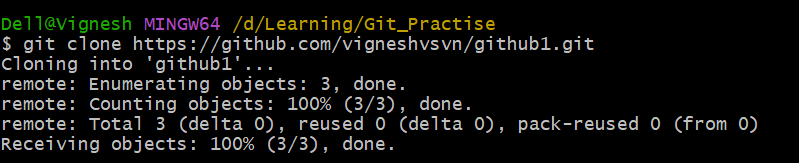 Dell@Vignesh MINGW64 /d/Learning/Git_Practise
$ git clone https://github.com/vigneshvsvn/github1.git
Cloning into 'github1'...
remote: Enumerating objects: 3, done.
remote: Counting objects: 100% (3/3), done.
remote: Total 3 (delta 0), reused 0 (delta 0), pack-reused 0 (from 0)
Receiving objects: 100% (3/3), done.